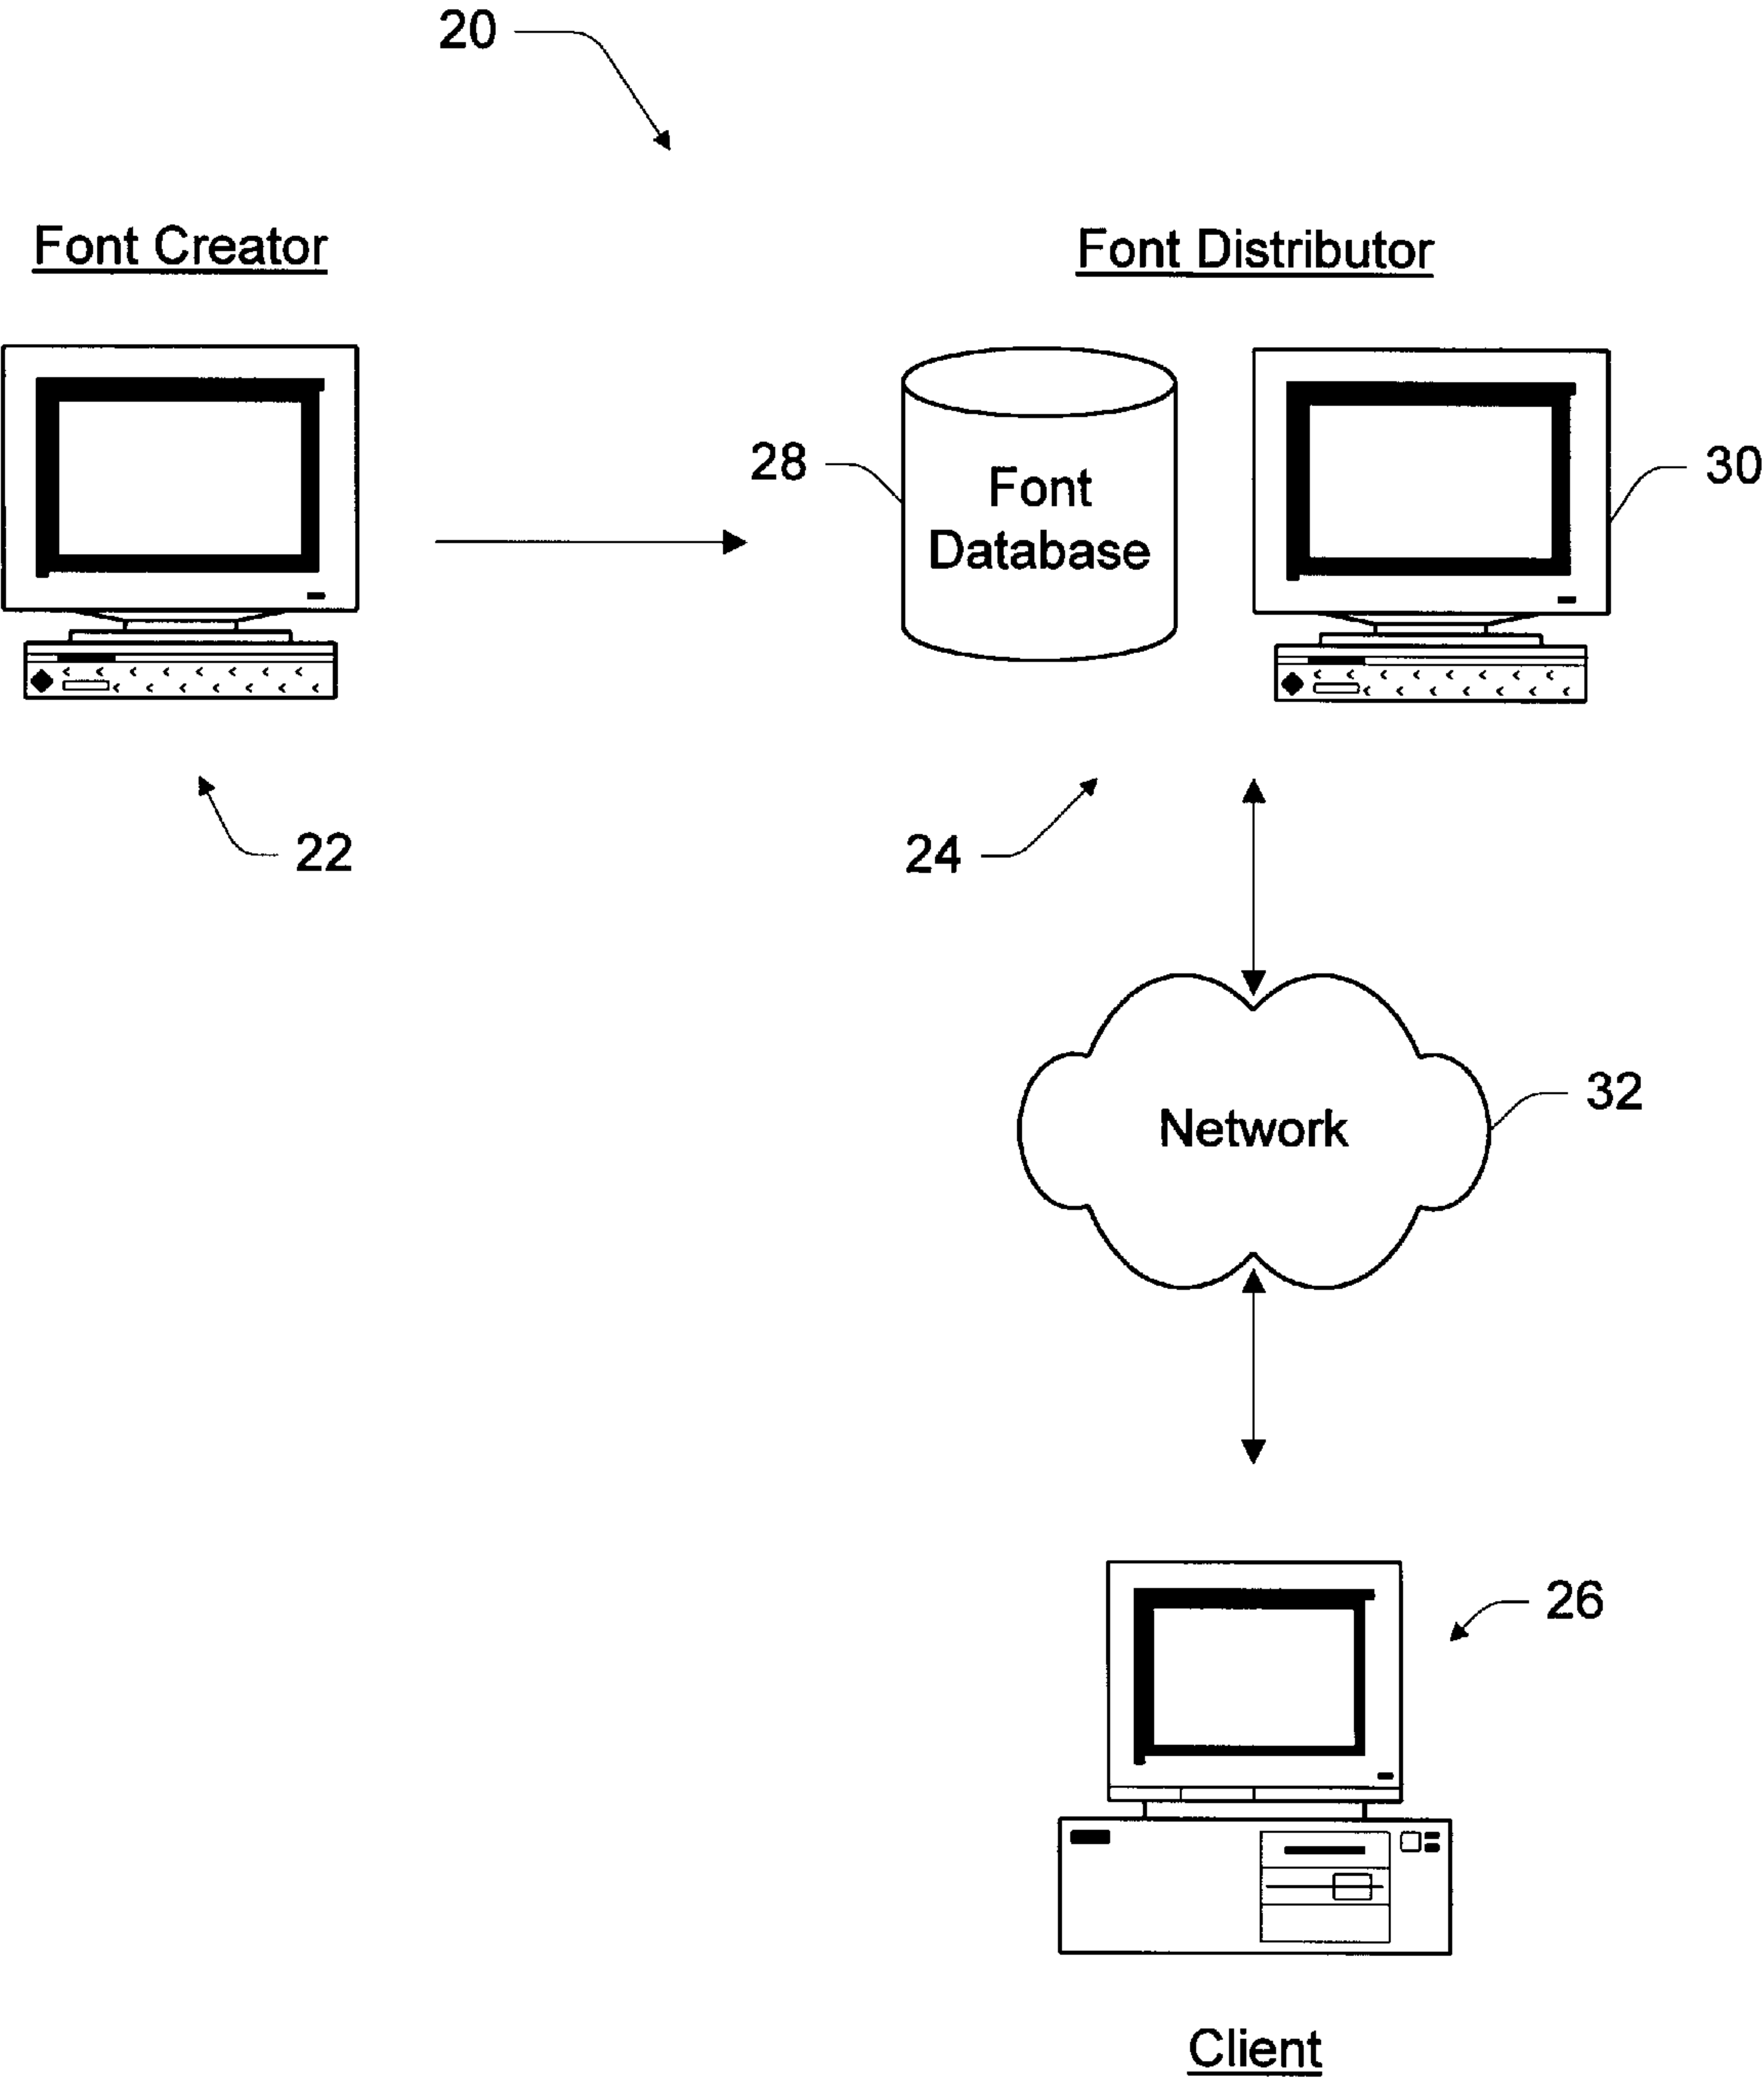 20
Font Creator
Font Distributor
28
Font
Database
30
22
24
32
Network
26
Client